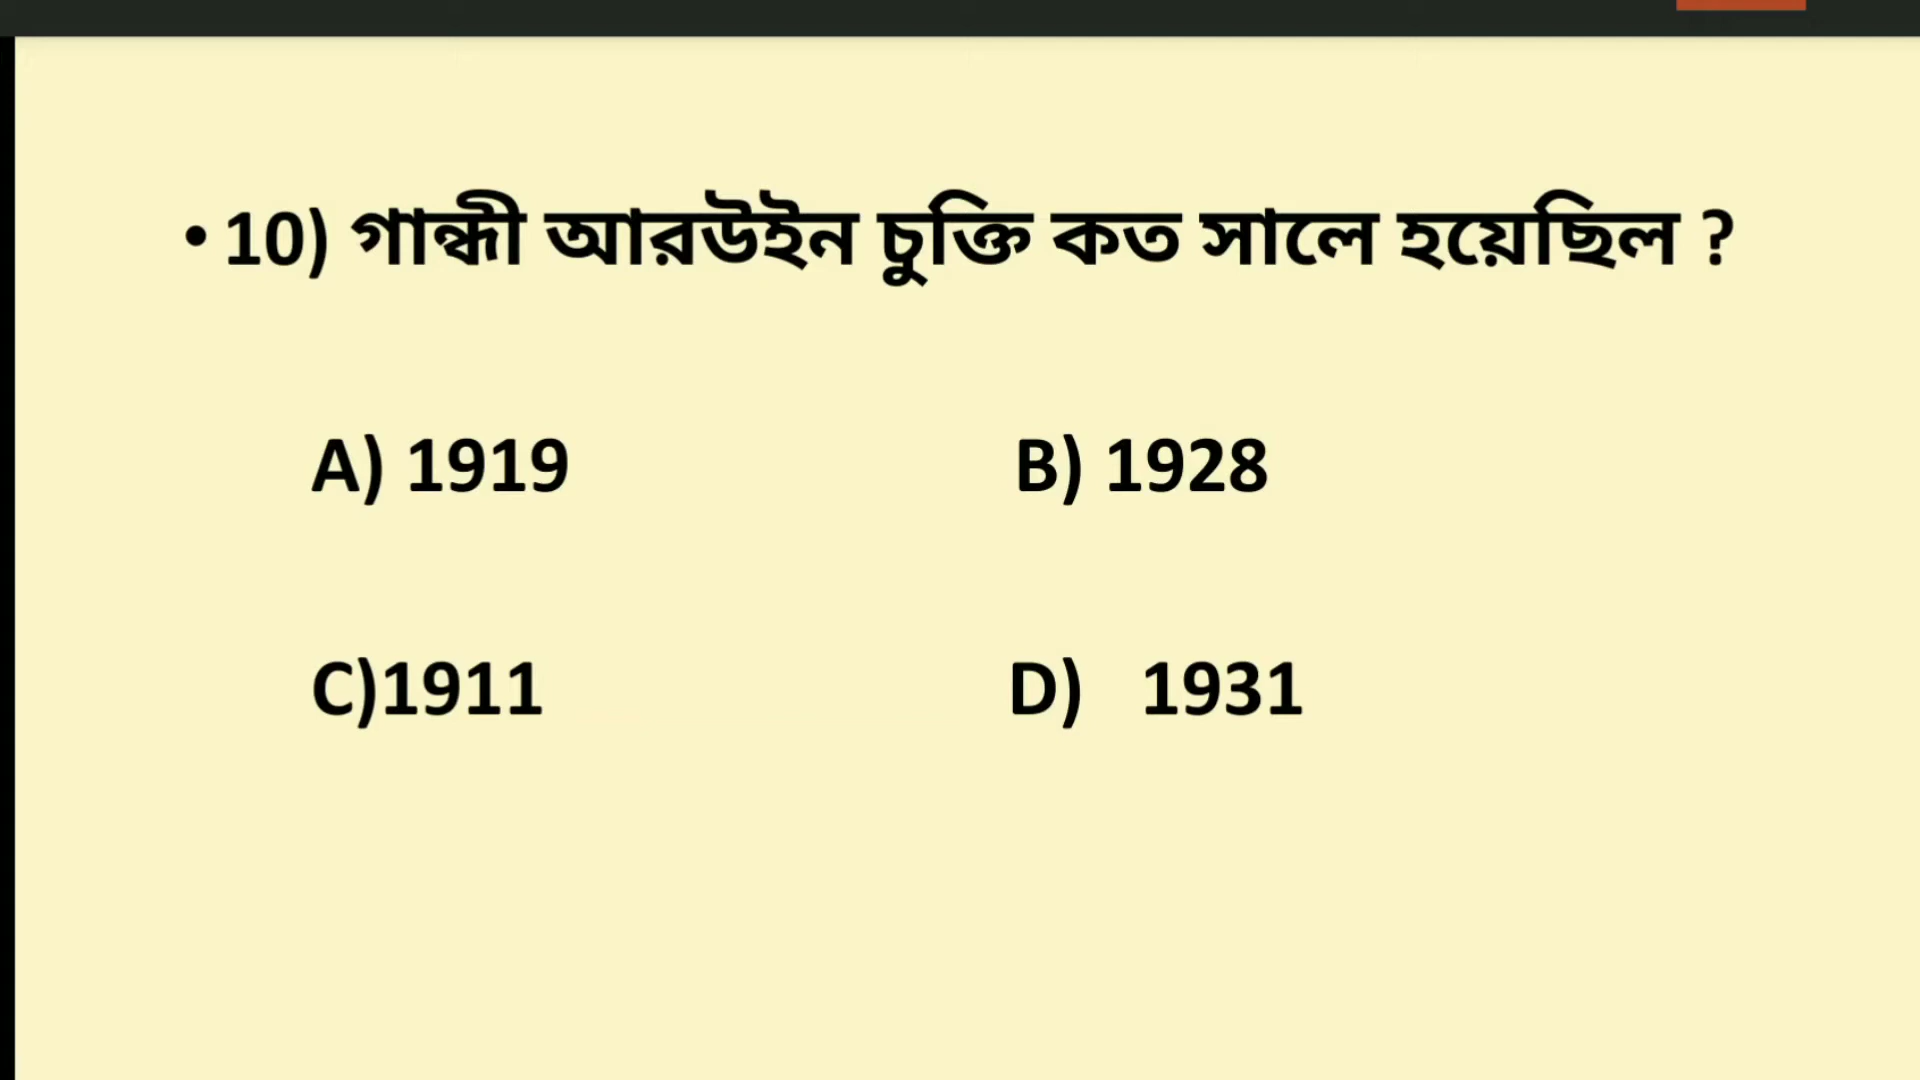 • 10) গান্ধী আরউইন চুক্তি কত সালে হয়েছিল ?
A) 1919 B) 1928
C)1911 D) 1931